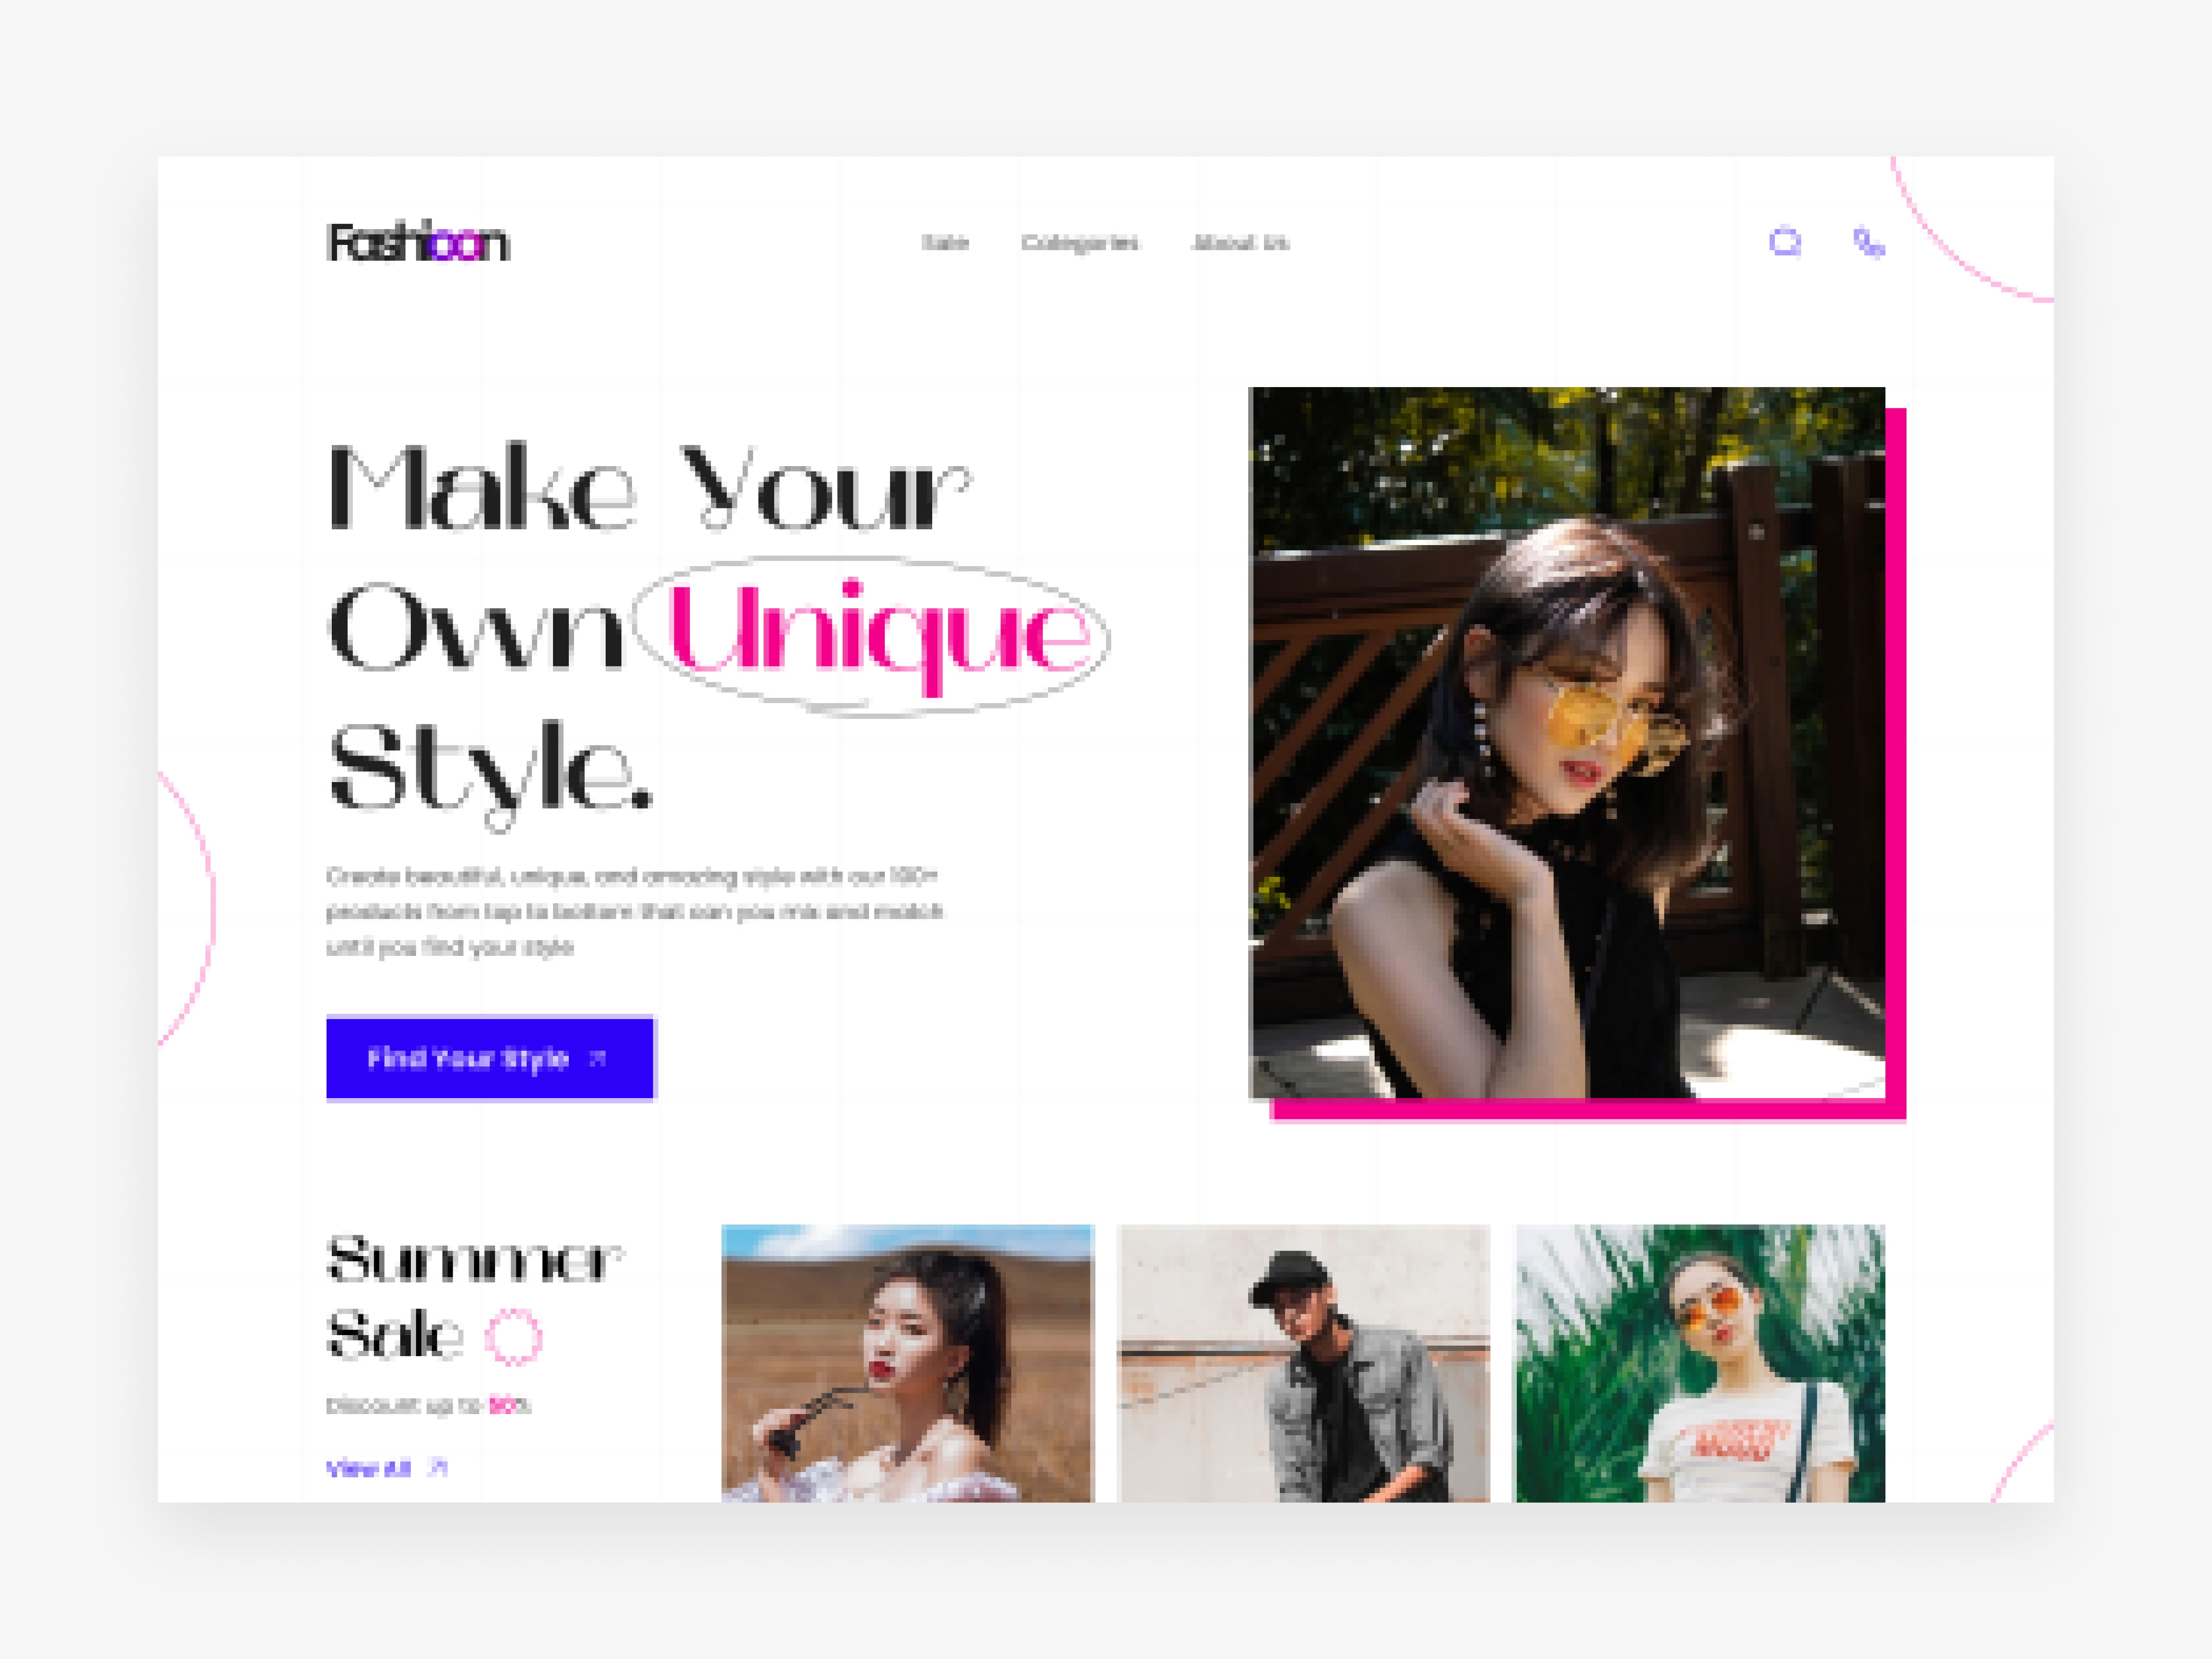 Fashioon
Sale Categories About Us
Make Your
Own Unique
Style.
Create beautiful, unique, and amazing style with our 100+
products from top to bottom that can you mix and match
until you find your style
Find Your Style
Summer
Sale
Discount up to 50%
View All
MOOD